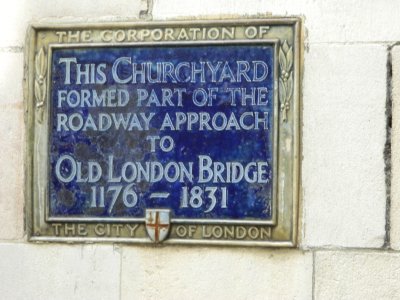 THE CORPORATION OF
THIS CHURCHYARD
FORMED PART OF THE
ROADWAY APPROACH
TO
OLD LONDON BRIDGE
1176 - 1831
THE CITY OF LONDON